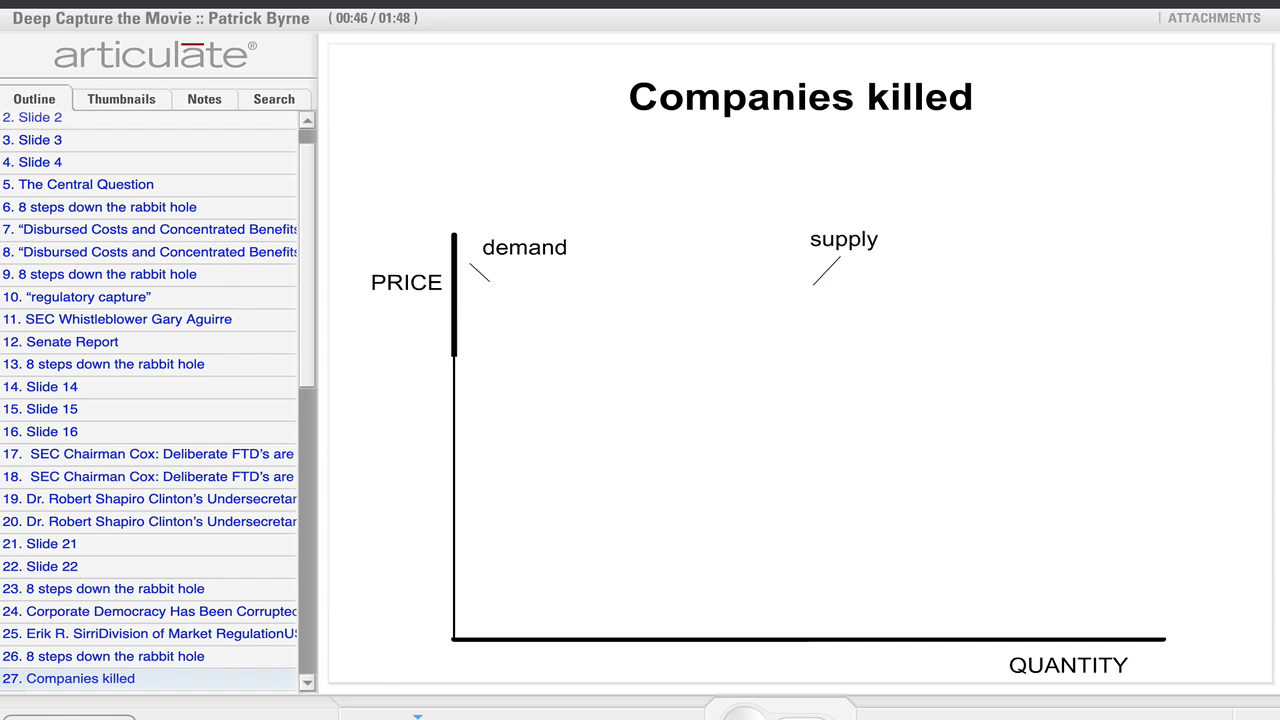 Deep Capture the Movie :: Patrick Byrne ( 00:46 / 01:48 ) ATTACHMENTS
articulate®
Outline Thumbnails Notes Search
2. Slide 2
3. Slide 3
4. Slide 4
5. The Central Question
6. 8 steps down the rabbit hole
7. “Disbursed Costs and Concentrated Benefits
8. “Disbursed Costs and Concentrated Benefits
9. 8 steps down the rabbit hole
10. “regulatory capture”
11. SEC Whistleblower Gary Aguirre
12. Senate Report
13. 8 steps down the rabbit hole
14. Slide 14
15. Slide 15
16. Slide 16
17. SEC Chairman Cox: Deliberate FTD’s are
18. SEC Chairman Cox: Deliberate FTD’s are
19. Dr. Robert Shapiro Clinton’s Undersecretar
20. Dr. Robert Shapiro Clinton’s Undersecretar
21. Slide 21
22. Slide 22
23. 8 steps down the rabbit hole
24. Corporate Democracy Has Been Corrupted
25. Erik R. SirriDivision of Market RegulationUS
26. 8 steps down the rabbit hole
27. Companies killed
Companies killed
demand
supply
PRICE
QUANTITY